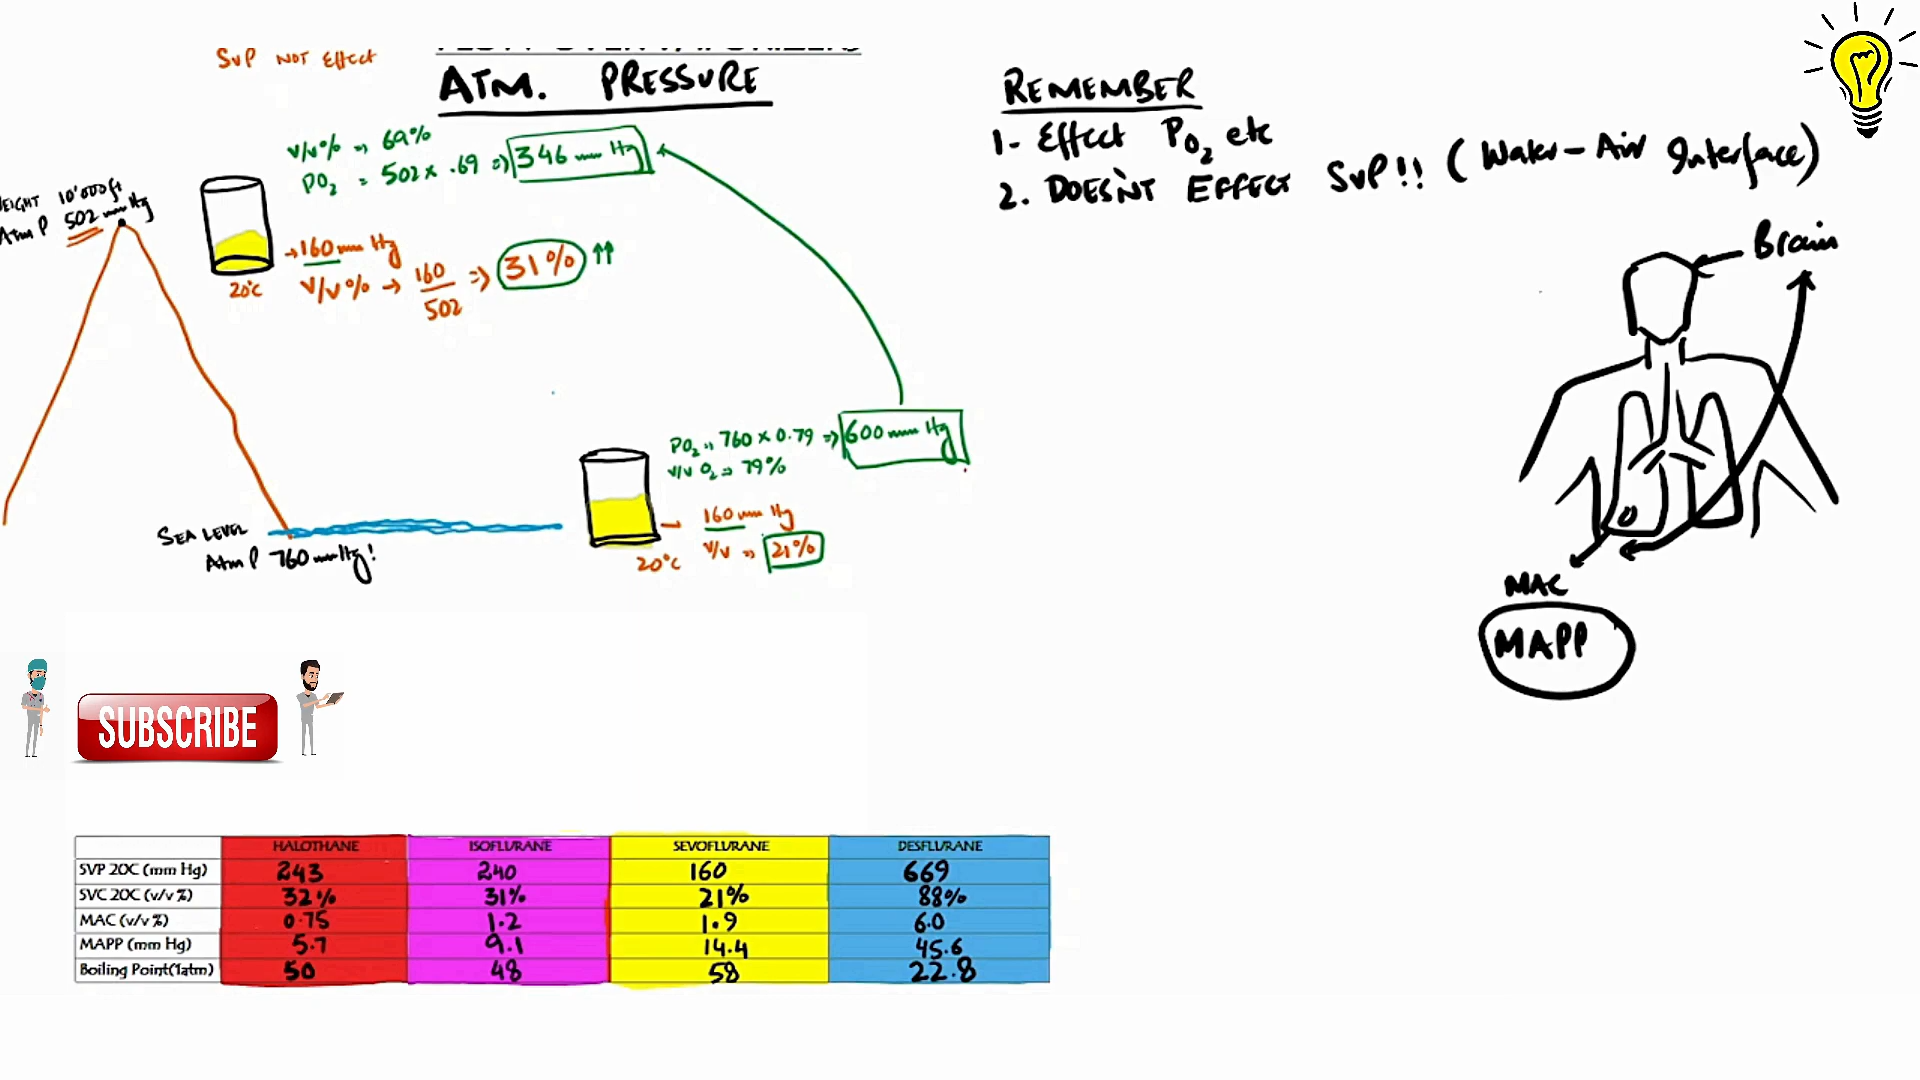 SVP NOT Effect
ATM. PRESSURE
V/V% => 69%
PO2 = 502 x .69 => 346 mm Hg
HEIGHT 10'000ft
Atm P 502 mm Hg
→160 mm Hg
V/V% → 160/502 => 31% ↑↑
20°C
PO2 => 760 x 0.79 => 600 mm Hg
V/V O2 => 79%
160 mm Hg
V/V => 21%
20°C
SEA LEVEL
Atm P 760 mm Hg!
REMEMBER
1- Effect PO2 etc
2. DOESN'T EFFECT SVP!! (Water-Air Interface)
Brain
MAC
MAPP
SUBSCRIBE
HALOTHANE ISOFLURANE SEVOFLURANE DESFLURANE
SVP 20C (mm Hg) 243 240 160 669
SVC 20C (v/v %) 32% 31% 21% 88%
MAC (v/v %) 0.75 1.2 1.9 6.0
MAPP (mm Hg) 5.7 9.1 14.4 45.6
Boiling Point(1atm) 50 48 58 22.8